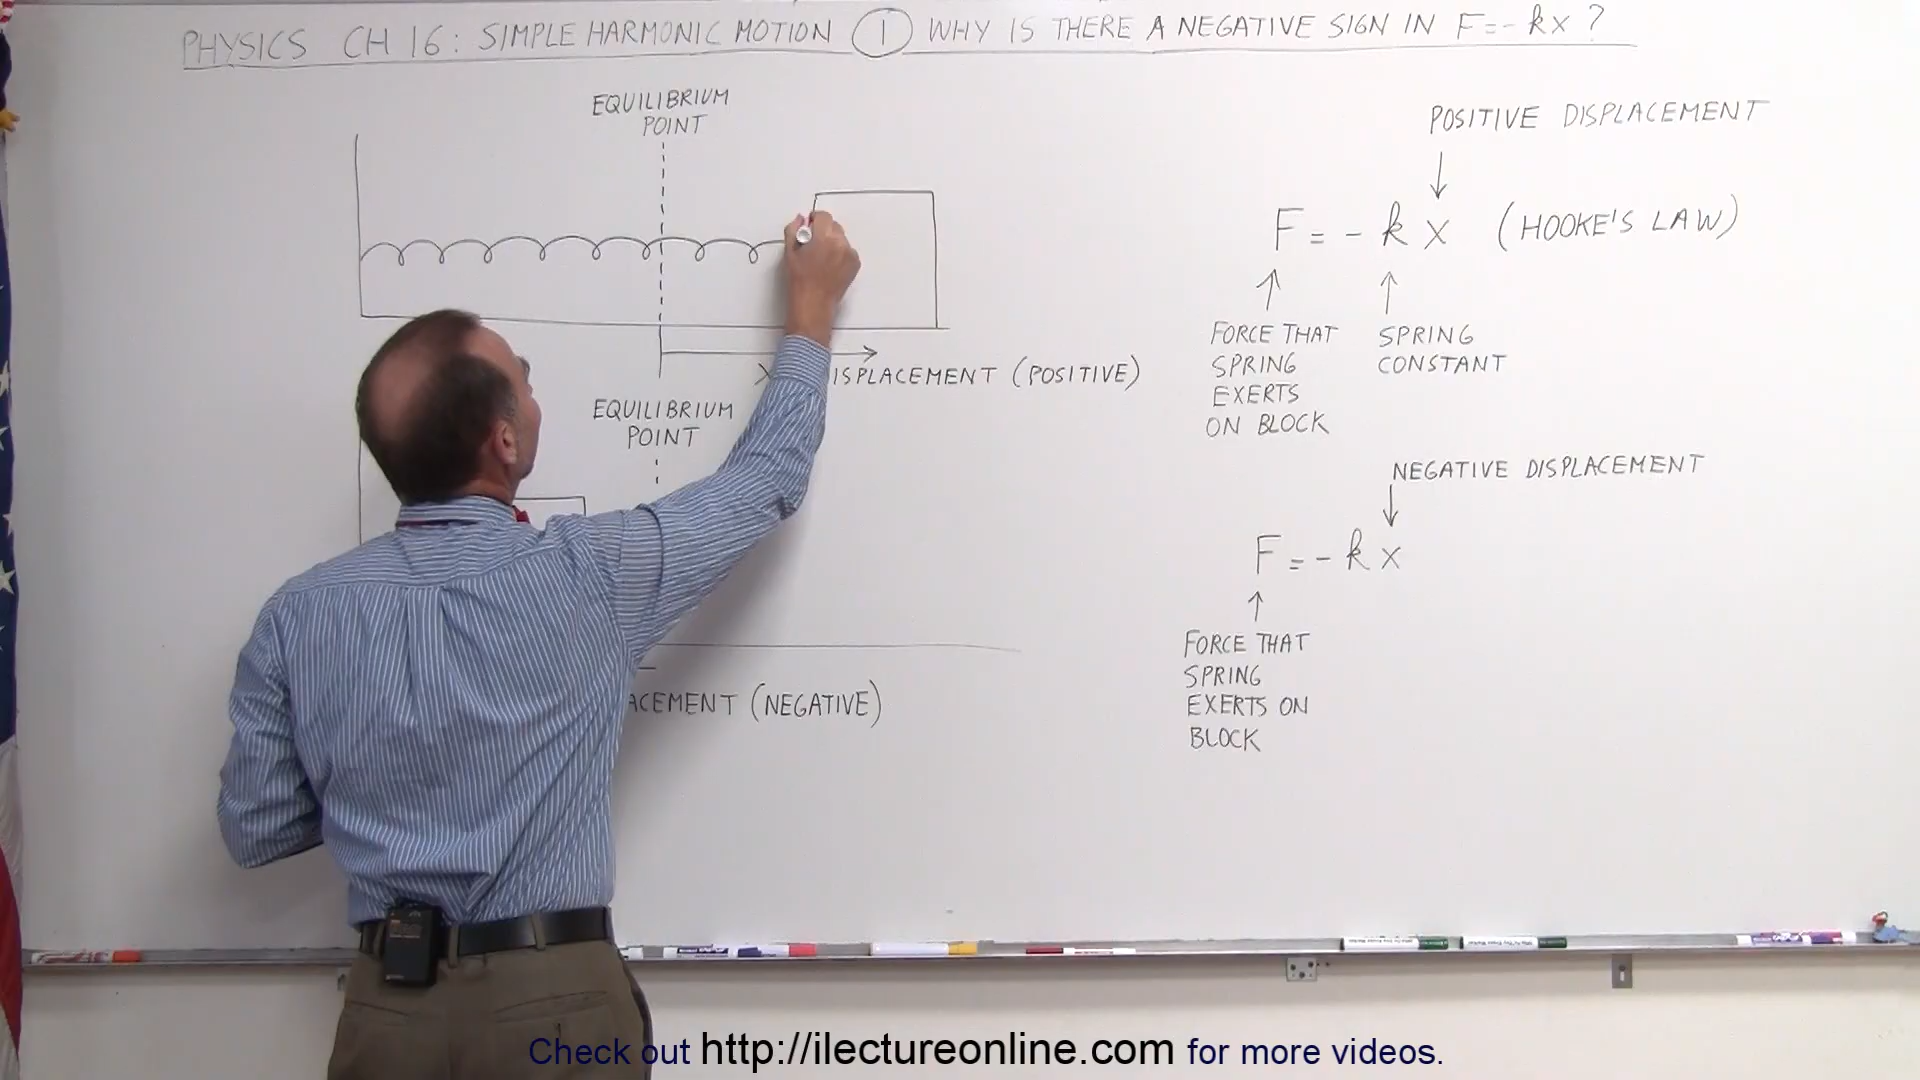 PHYSICS CH 16: SIMPLE HARMONIC MOTION 1 WHY IS THERE A NEGATIVE SIGN IN F=-kx?
EQUILIBRIUM
POINT
X ISPLACEMENT (POSITIVE)
EQUILIBRIUM
POINT
ACEMENT (NEGATIVE)
POSITIVE DISPLACEMENT
F = - k x (HOOKE'S LAW)
FORCE THAT
SPRING
EXERTS
ON BLOCK
SPRING
CONSTANT
NEGATIVE DISPLACEMENT
F = - k x
FORCE THAT
SPRING
EXERTS ON
BLOCK
Check out http://ilectureonline.com for more videos.